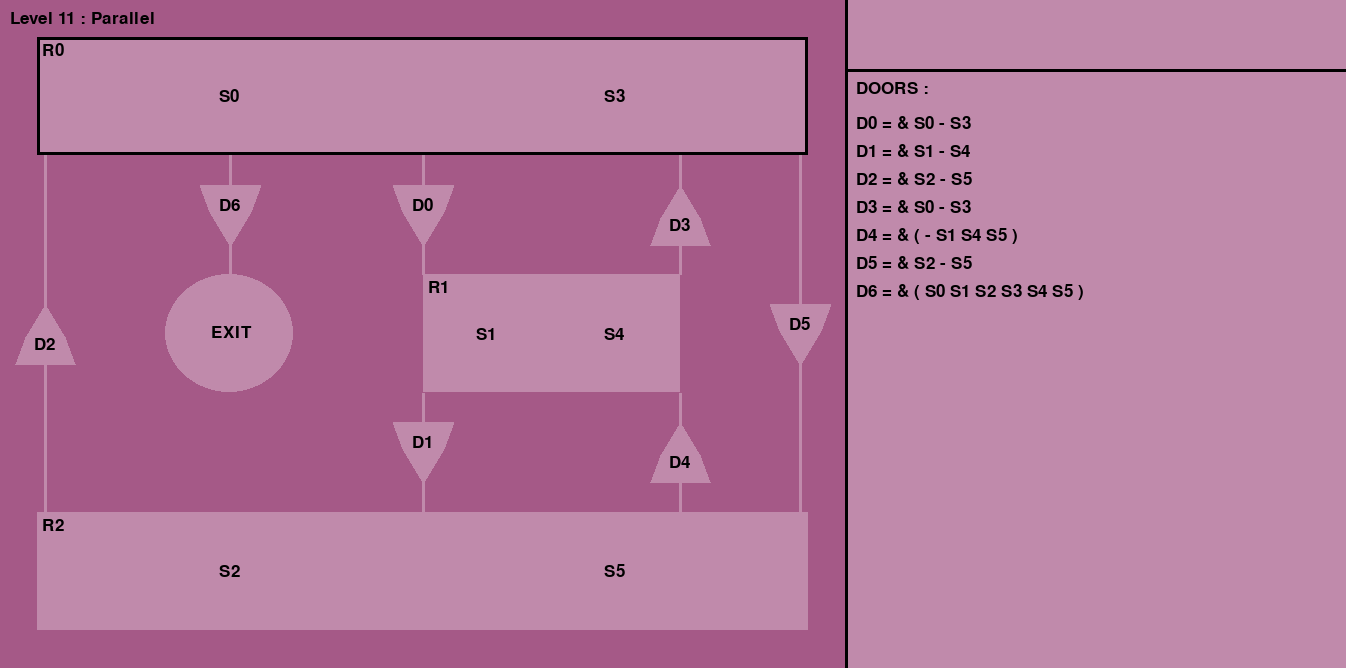 Level 11 : Parallel
R0
S0 S3
D6 D0 D3
R1
S1 S4
EXIT
D5
D2
D1 D4
R2
S2 S5
DOORS :
D0 = & S0 - S3
D1 = & S1 - S4
D2 = & S2 - S5
D3 = & S0 - S3
D4 = & ( - S1 S4 S5 )
D5 = & S2 - S5
D6 = & ( S0 S1 S2 S3 S4 S5 )